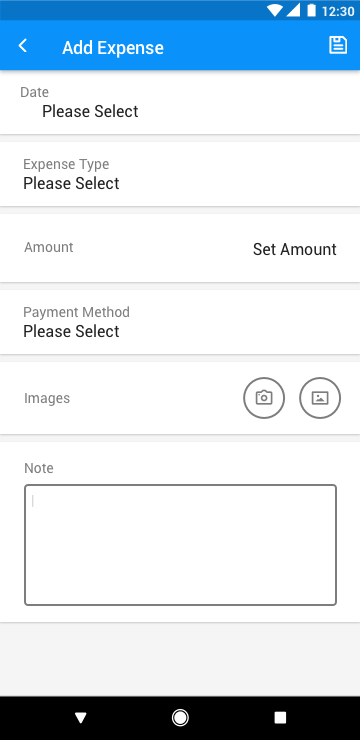 12:30
Add Expense
Date
Please Select
Expense Type
Please Select
Amount
Set Amount
Payment Method
Please Select
Images
Note